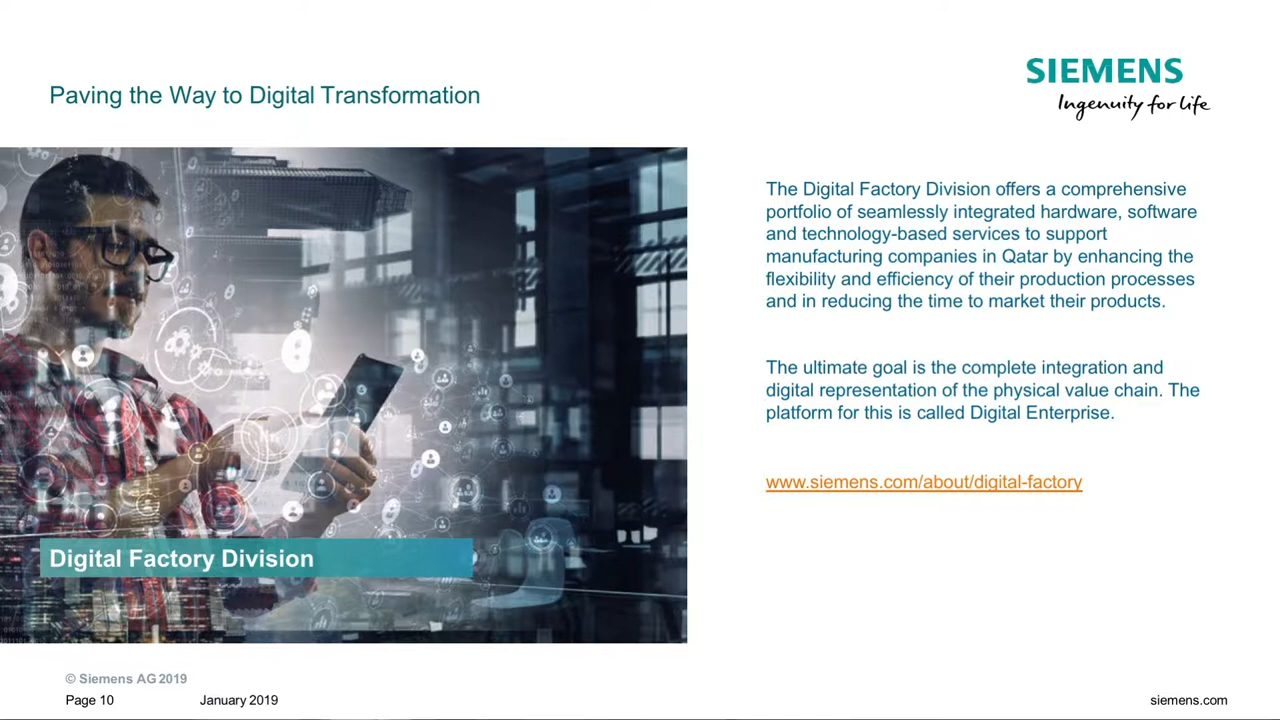 Paving the Way to Digital Transformation
SIEMENS
Ingenuity for life
The Digital Factory Division offers a comprehensive
portfolio of seamlessly integrated hardware, software
and technology-based services to support
manufacturing companies in Qatar by enhancing the
flexibility and efficiency of their production processes
and in reducing the time to market their products.
The ultimate goal is the complete integration and
digital representation of the physical value chain. The
platform for this is called Digital Enterprise.
www.siemens.com/about/digital-factory
Digital Factory Division
© Siemens AG 2019
Page 10 January 2019 siemens.com